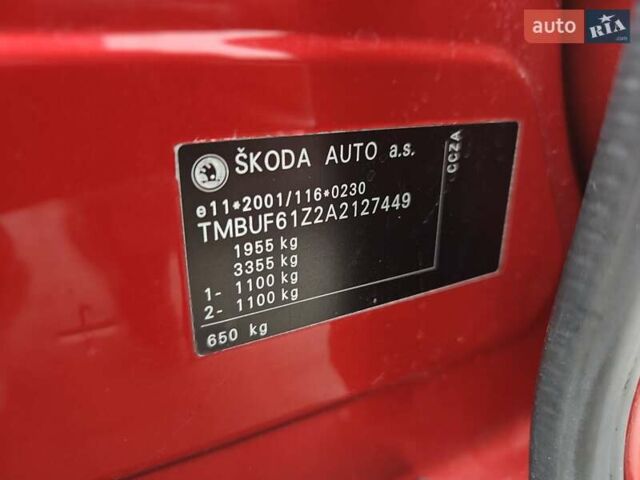 auto RIA.com
ŠKODA AUTO a.s.
CCZA
e11*2001/116*0230
TMBUF61Z2A2127449
1955 kg
3355 kg
1- 1100 kg
2- 1100 kg
650 kg